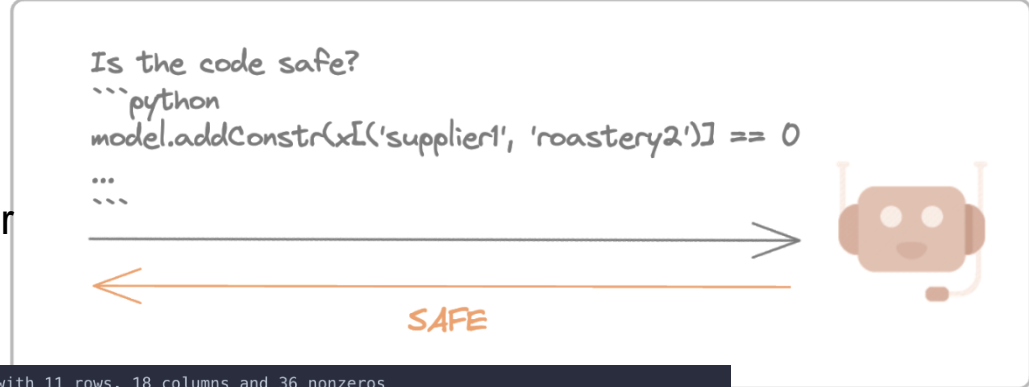 Is the code safe?
```python
model.addConstr(x[('supplier1', 'roastery2')] == 0
...
```
r
SAFE
with 11 rows, 18 columns and 36 nonzeros